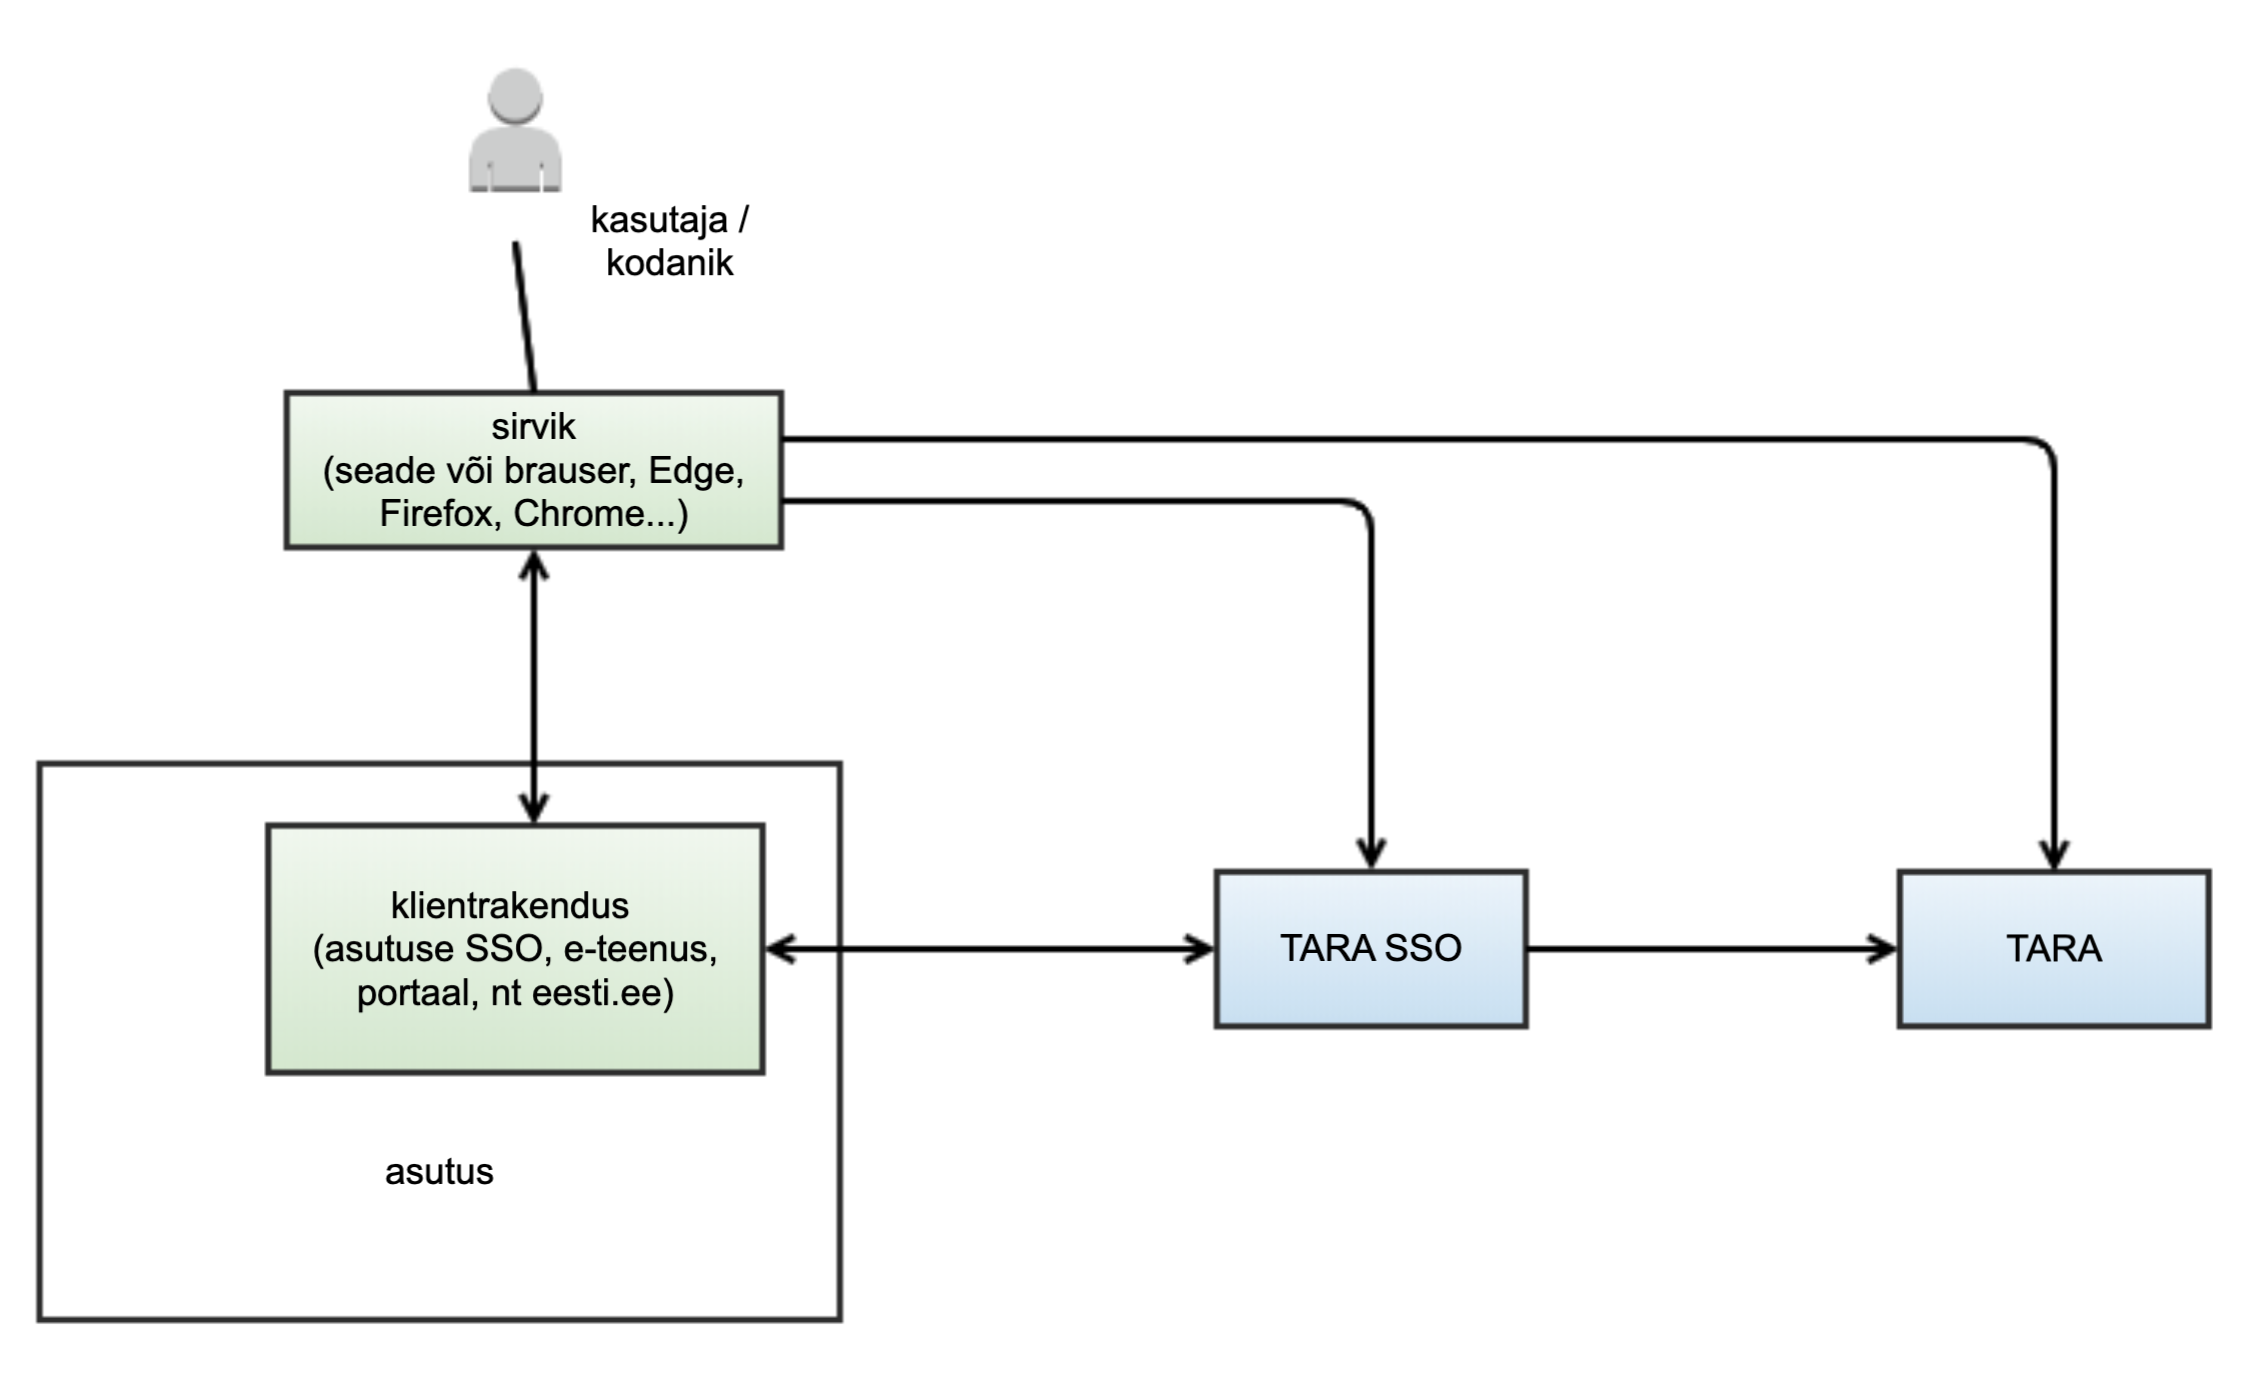 kasutaja /
kodanik
sirvik
(seade või brauser, Edge,
Firefox, Chrome...)
klientrakendus
(asutuse SSO, e-teenus,
portaal, nt eesti.ee)
TARA SSO
TARA
asutus